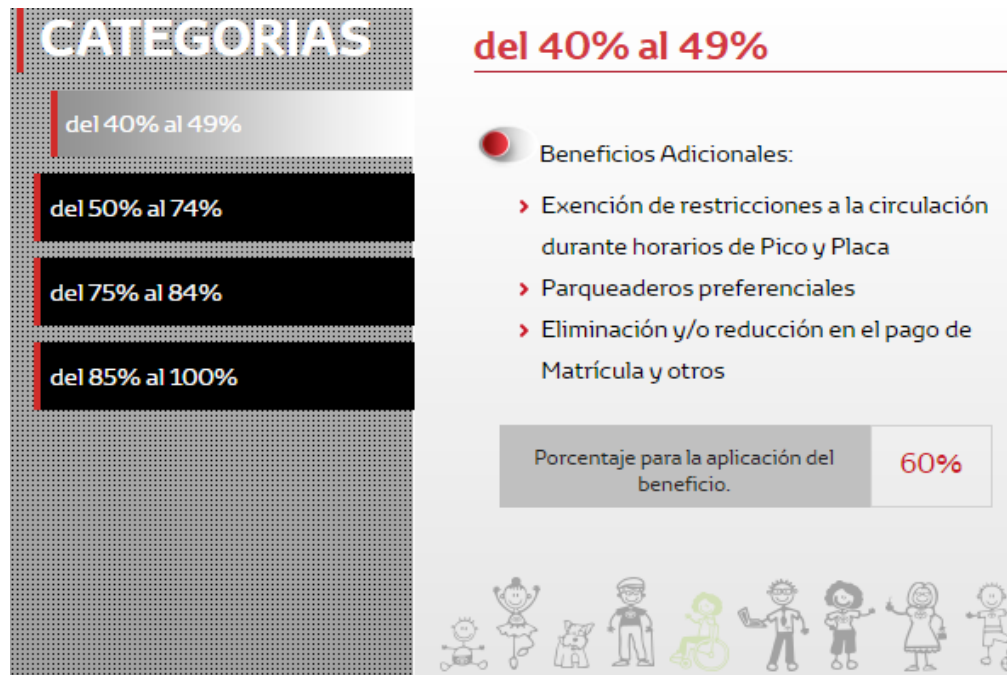 CATEGORIAS
del 40% al 49%
del 50% al 74%
del 75% al 84%
del 85% al 100%
del 40% al 49%
Beneficios Adicionales:
Exención de restricciones a la circulación
durante horarios de Pico y Placa
Parqueaderos preferenciales
Eliminación y/o reducción en el pago de
Matrícula y otros
Porcentaje para la aplicación del
beneficio.
60%